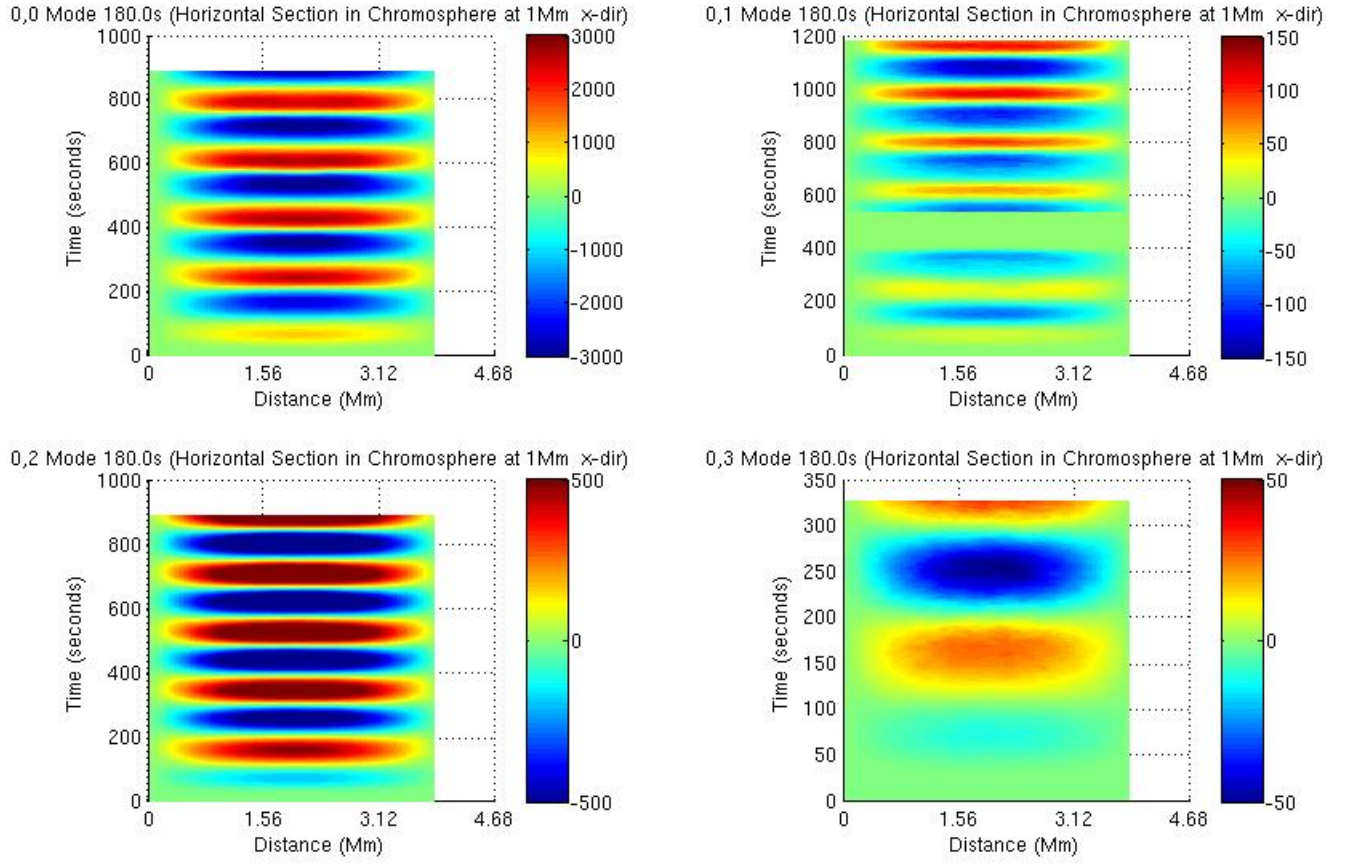 0,0 Mode 180.0s (Horizontal Section in Chromosphere at 1Mm x-dir)
1000
800
600
400
200
0
Time (seconds)
0 1.56 3.12 4.68
Distance (Mm)
3000
2000
1000
0
-1000
-2000
-3000
0,1 Mode 180.0s (Horizontal Section in Chromosphere at 1Mm x-dir)
1200
1000
800
600
400
200
0
Time (seconds)
0 1.56 3.12 4.68
Distance (Mm)
150
100
50
0
-50
-100
-150
0,2 Mode 180.0s (Horizontal Section in Chromosphere at 1Mm x-dir)
1000
800
600
400
200
0
Time (seconds)
0 1.56 3.12 4.68
Distance (Mm)
500
0
-500
0,3 Mode 180.0s (Horizontal Section in Chromosphere at 1Mm x-dir)
350
300
250
200
150
100
50
0
Time (seconds)
0 1.56 3.12 4.68
Distance (Mm)
50
0
-50